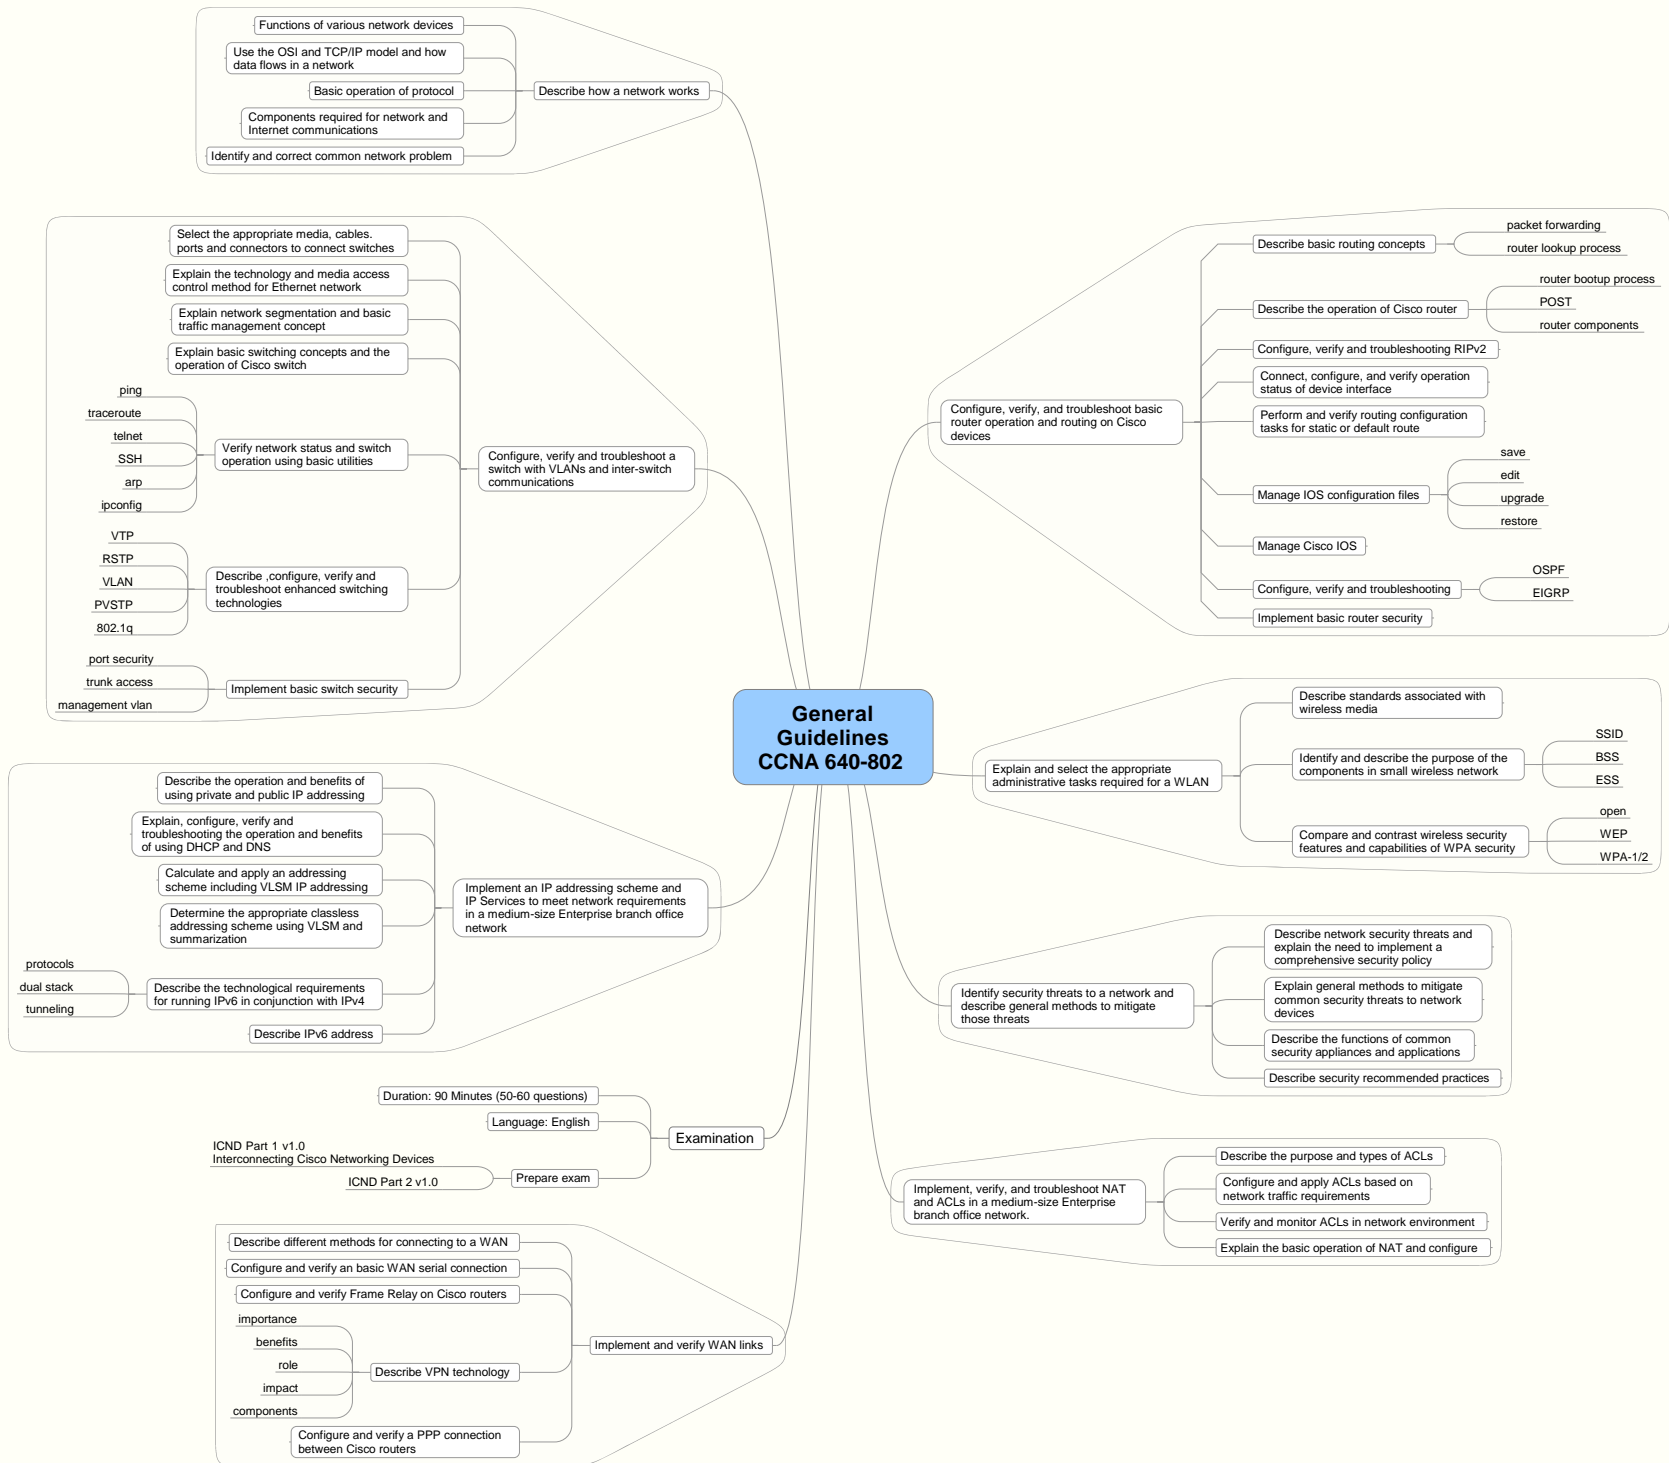 General
Guidelines
CCNA 640-802
Functions of various network devices
Use the OSI and TCP/IP model and how
data flows in a network
Basic operation of protocol
Components required for network and
Internet communications
Identify and correct common network problem
Describe how a network works
Select the appropriate media, cables.
ports and connectors to connect switches
Explain the technology and media access
control method for Ethernet network
Explain network segmentation and basic
traffic management concept
Explain basic switching concepts and the
operation of Cisco switch
ping
traceroute
telnet
SSH
arp
ipconfig
Verify network status and switch
operation using basic utilities
VTP
RSTP
VLAN
PVSTP
802.1q
Describe ,configure, verify and
troubleshoot enhanced switching
technologies
port security
trunk access
management vlan
Implement basic switch security
Configure, verify and troubleshoot a
switch with VLANs and inter-switch
communications
Describe the operation and benefits of
using private and public IP addressing
Explain, configure, verify and
troubleshooting the operation and benefits
of using DHCP and DNS
Calculate and apply an addressing
scheme including VLSM IP addressing
Determine the appropriate classless
addressing scheme using VLSM and
summarization
protocols
dual stack
tunneling
Describe the technological requirements
for running IPv6 in conjunction with IPv4
Describe IPv6 address
Implement an IP addressing scheme and
IP Services to meet network requirements
in a medium-size Enterprise branch office
network
Duration: 90 Minutes (50-60 questions)
Language: English
ICND Part 1 v1.0
Interconnecting Cisco Networking Devices
ICND Part 2 v1.0
Prepare exam
Examination
Describe different methods for connecting to a WAN
Configure and verify an basic WAN serial connection
Configure and verify Frame Relay on Cisco routers
importance
benefits
role
impact
components
Describe VPN technology
Configure and verify a PPP connection
between Cisco routers
Implement and verify WAN links
Configure, verify, and troubleshoot basic
router operation and routing on Cisco
devices
Describe basic routing concepts
packet forwarding
router lookup process
Describe the operation of Cisco router
router bootup process
POST
router components
Configure, verify and troubleshooting RIPv2
Connect, configure, and verify operation
status of device interface
Perform and verify routing configuration
tasks for static or default route
Manage IOS configuration files
save
edit
upgrade
restore
Manage Cisco IOS
Configure, verify and troubleshooting
OSPF
EIGRP
Implement basic router security
Explain and select the appropriate
administrative tasks required for a WLAN
Describe standards associated with
wireless media
Identify and describe the purpose of the
components in small wireless network
SSID
BSS
ESS
Compare and contrast wireless security
features and capabilities of WPA security
open
WEP
WPA-1/2
Identify security threats to a network and
describe general methods to mitigate
those threats
Describe network security threats and
explain the need to implement a
comprehensive security policy
Explain general methods to mitigate
common security threats to network
devices
Describe the functions of common
security appliances and applications
Describe security recommended practices
Implement, verify, and troubleshoot NAT
and ACLs in a medium-size Enterprise
branch office network.
Describe the purpose and types of ACLs
Configure and apply ACLs based on
network traffic requirements
Verify and monitor ACLs in network environment
Explain the basic operation of NAT and configure